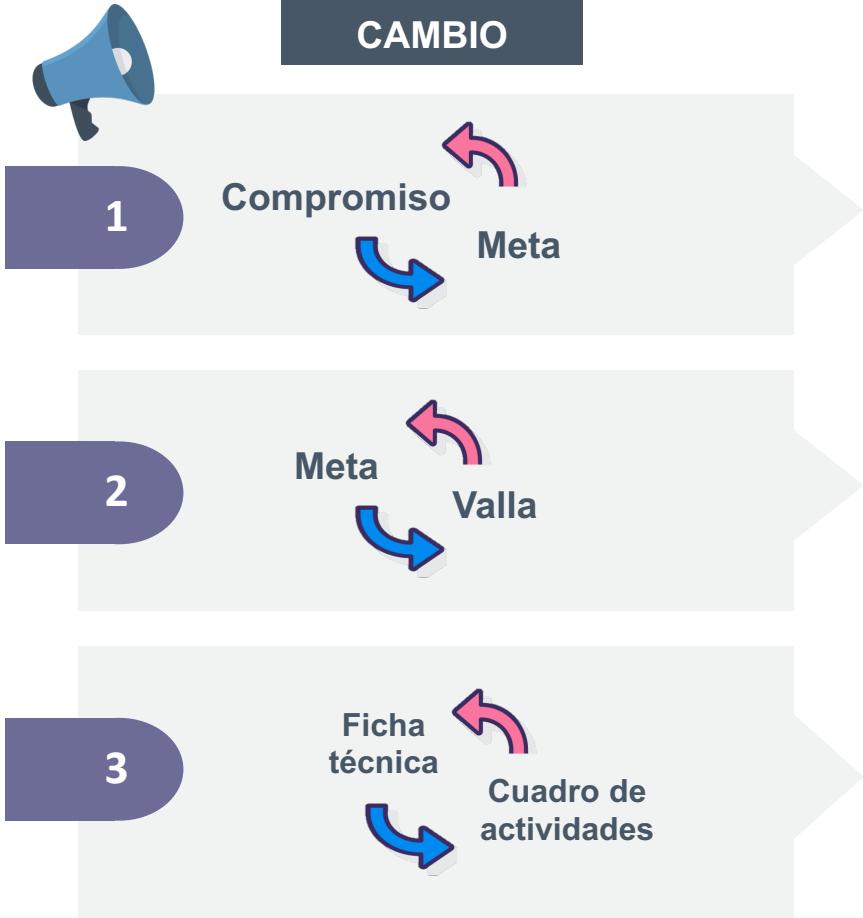 CAMBIO
1
Compromiso
Meta
2
Meta
Valla
3
Ficha
técnica
Cuadro de
actividades